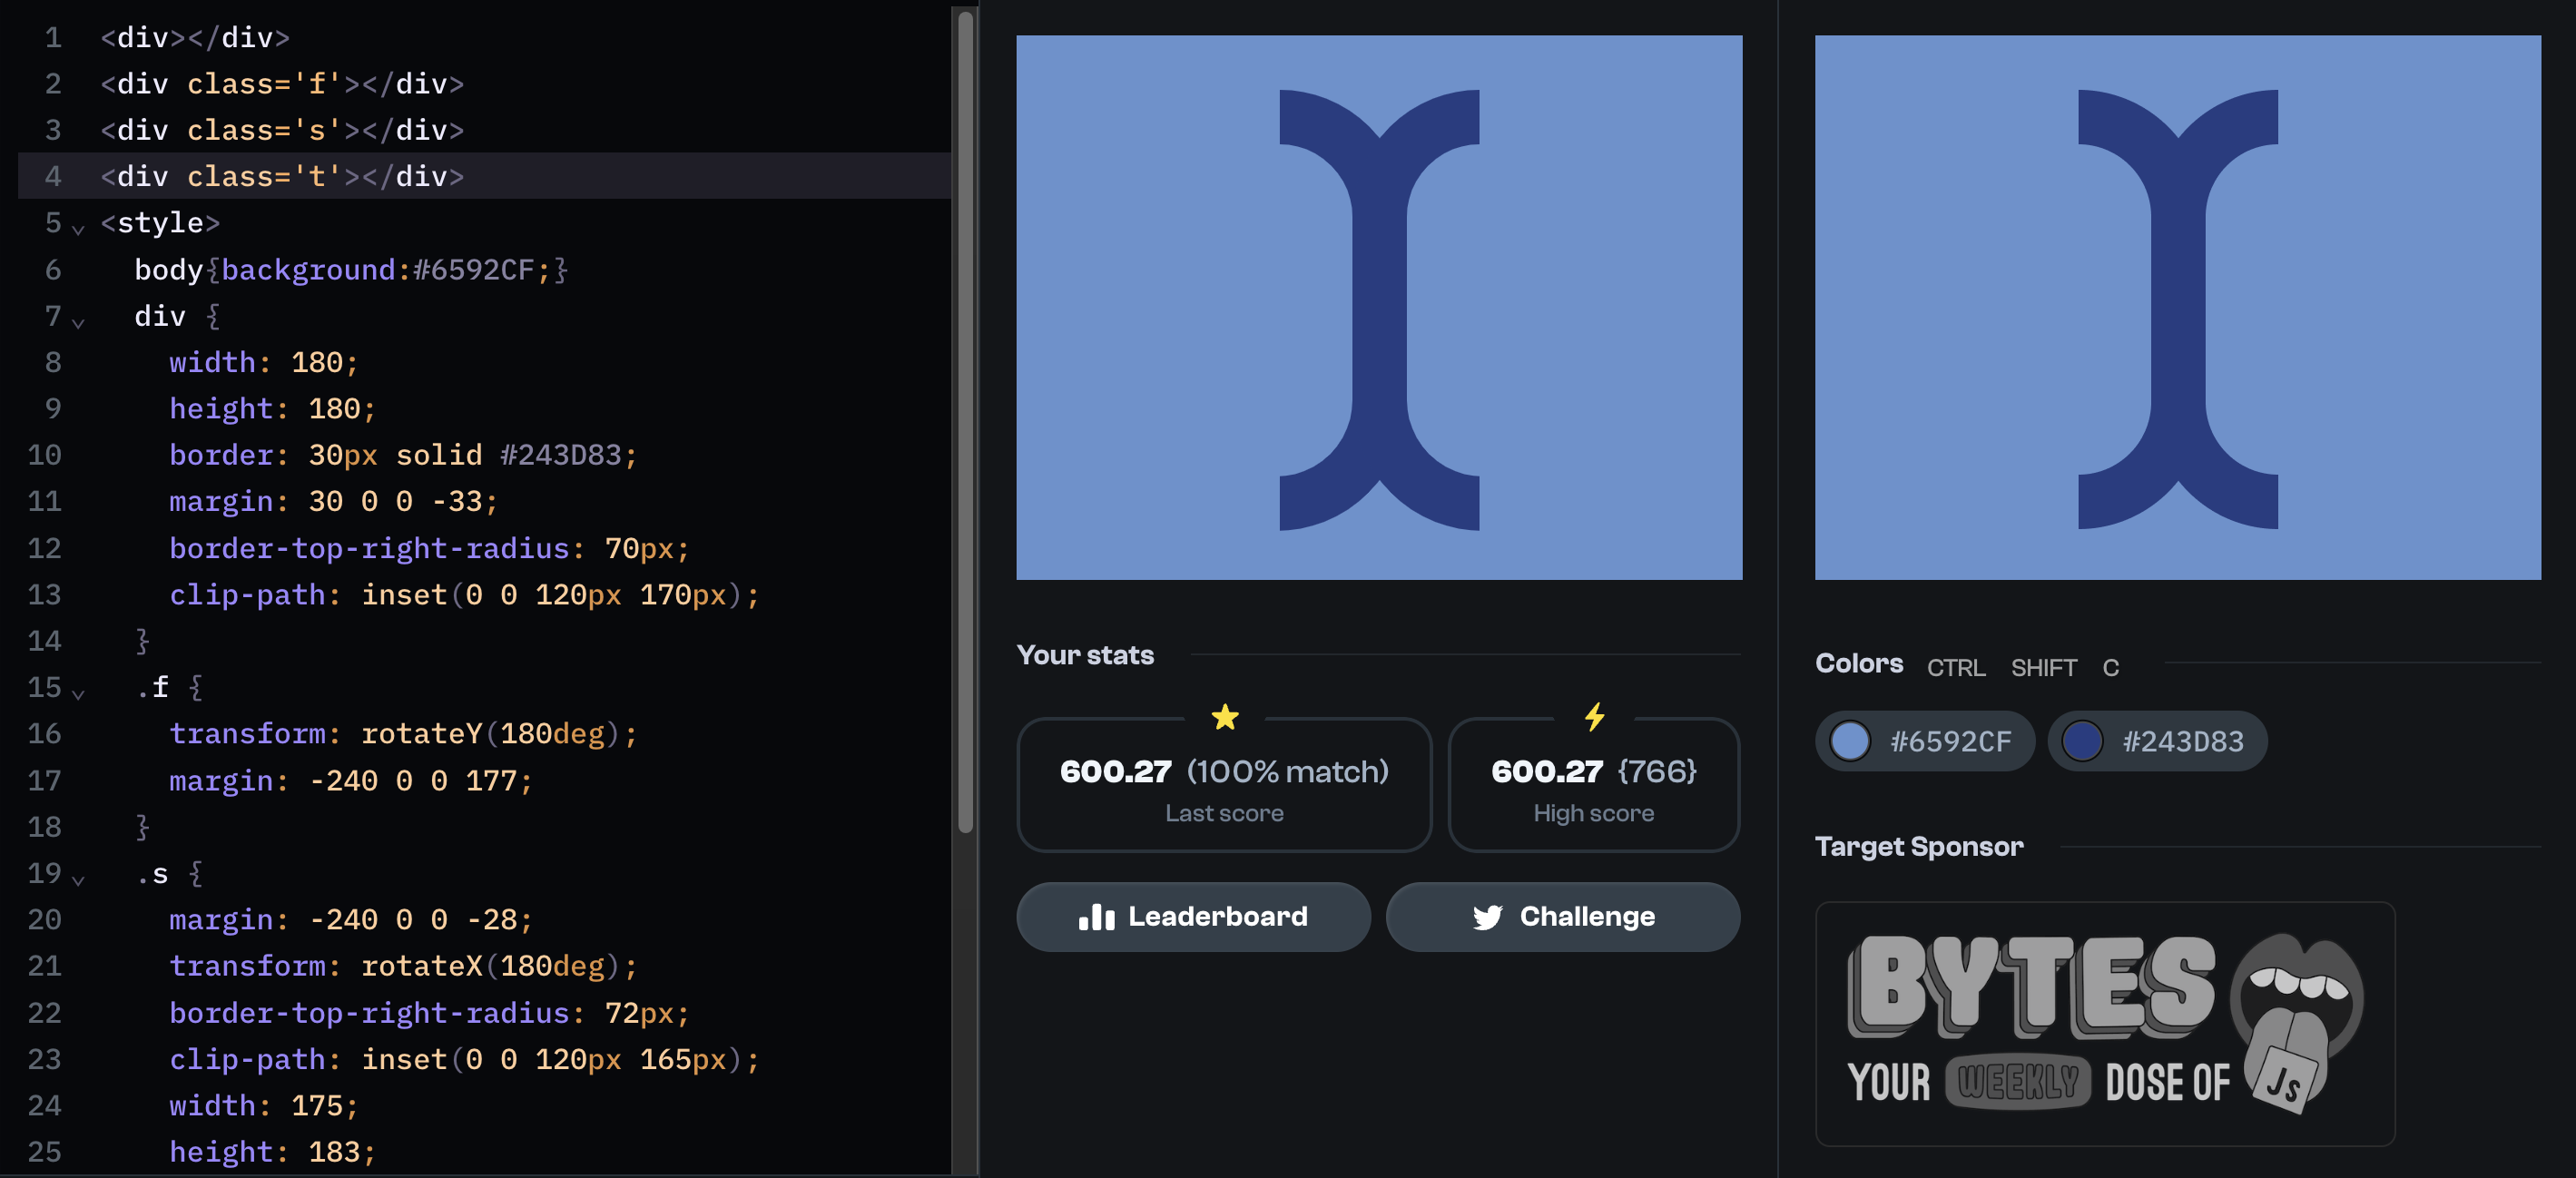 1 <div></div>
2 <div class='f'></div>
3 <div class='s'></div>
4 <div class='t'></div>
5 <style>
6 body{background:#6592CF;}
7 div {
8 width: 180;
9 height: 180;
10 border: 30px solid #243D83;
11 margin: 30 0 0 -33;
12 border-top-right-radius: 70px;
13 clip-path: inset(0 0 120px 170px);
14 }
15 .f {
16 transform: rotateY(180deg);
17 margin: -240 0 0 177;
18 }
19 .s {
20 margin: -240 0 0 -28;
21 transform: rotateX(180deg);
22 border-top-right-radius: 72px;
23 clip-path: inset(0 0 120px 165px);
24 width: 175;
25 height: 183;
Your stats
600.27 (100% match)
Last score
600.27 {766}
High score
Leaderboard
Challenge
Colors CTRL SHIFT C
#6592CF #243D83
Target Sponsor
BYTES
YOUR WEEKLY DOSE OF JS